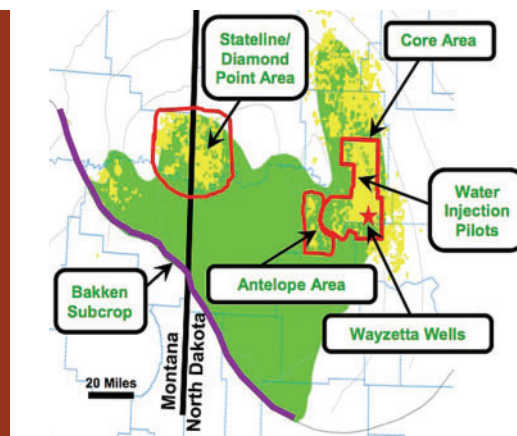 Stateline/
Diamond
Point Area
Core Area
Water
Injection
Pilots
Antelope Area
Bakken
Subcrop
Wayzetta Wells
Montana
North Dakota
20 Miles